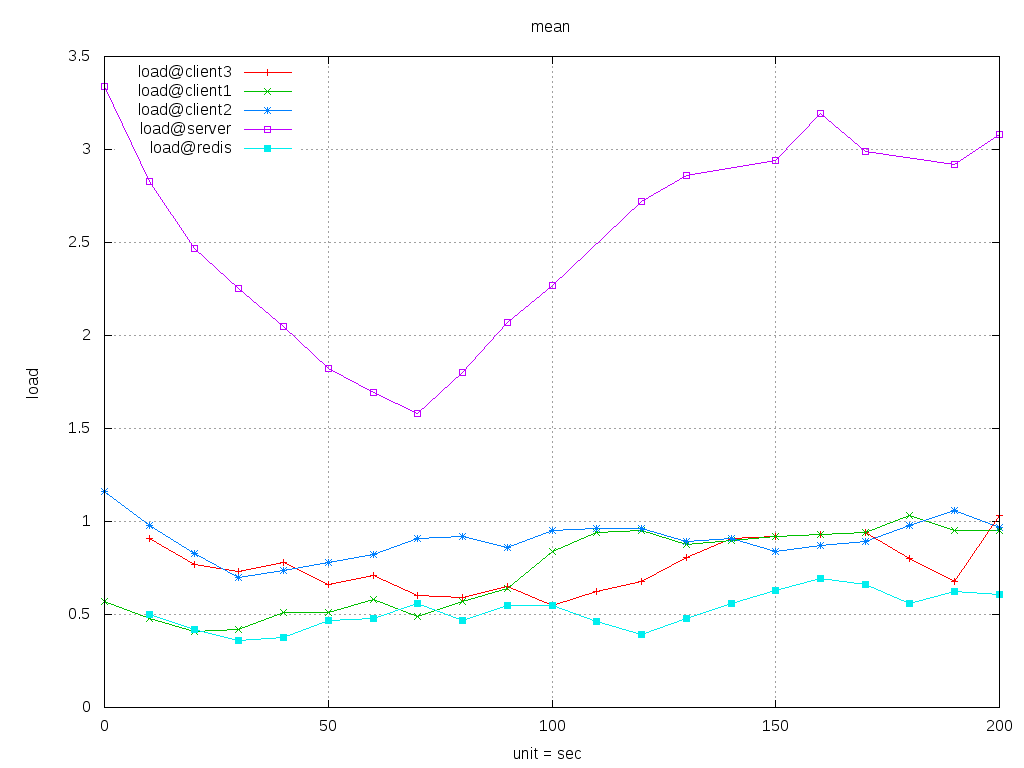 mean
3.5
3
2.5
2
1.5
1
0.5
0
load
load@client3
load@client1
load@client2
load@server
load@redis
0 50 100 150 200
unit = sec